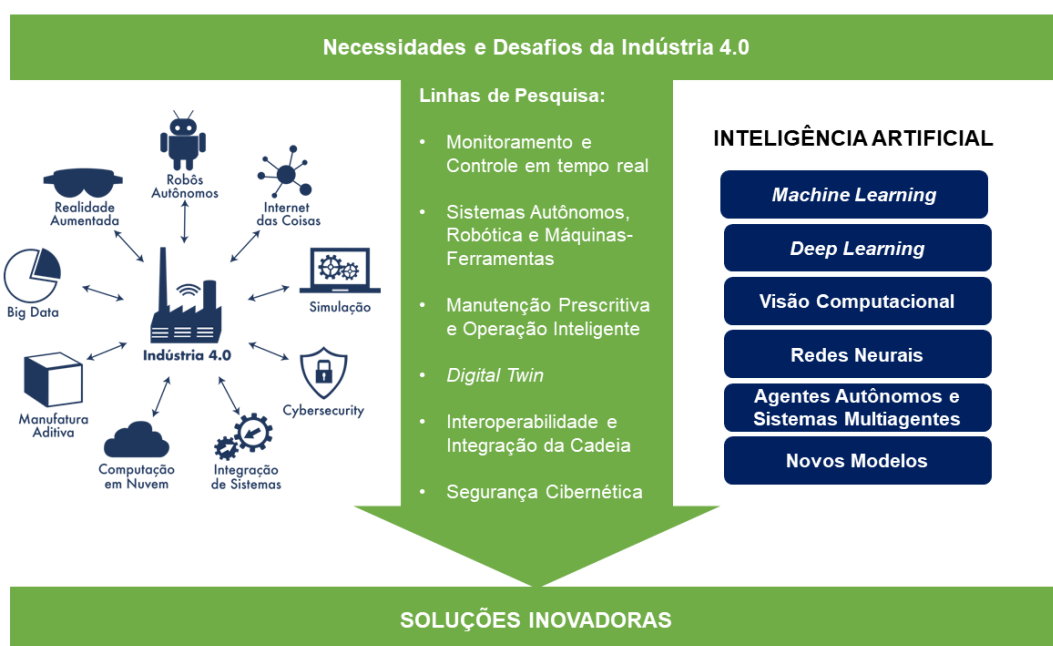 Necessidades e Desafios da Indústria 4.0
Robôs
Autônomos
Realidade
Aumentada
Internet
das Coisas
Big Data
Simulação
Indústria 4.0
Manufatura
Aditiva
Cybersecurity
Computação
em Nuvem
Integração
de Sistemas
Linhas de Pesquisa:
• Monitoramento e
Controle em tempo real
• Sistemas Autônomos,
Robótica e Máquinas-
Ferramentas
• Manutenção Prescritiva
e Operação Inteligente
• Digital Twin
• Interoperabilidade e
Integração da Cadeia
• Segurança Cibernética
INTELIGÊNCIA ARTIFICIAL
Machine Learning
Deep Learning
Visão Computacional
Redes Neurais
Agentes Autônomos e
Sistemas Multiagentes
Novos Modelos
SOLUÇÕES INOVADORAS